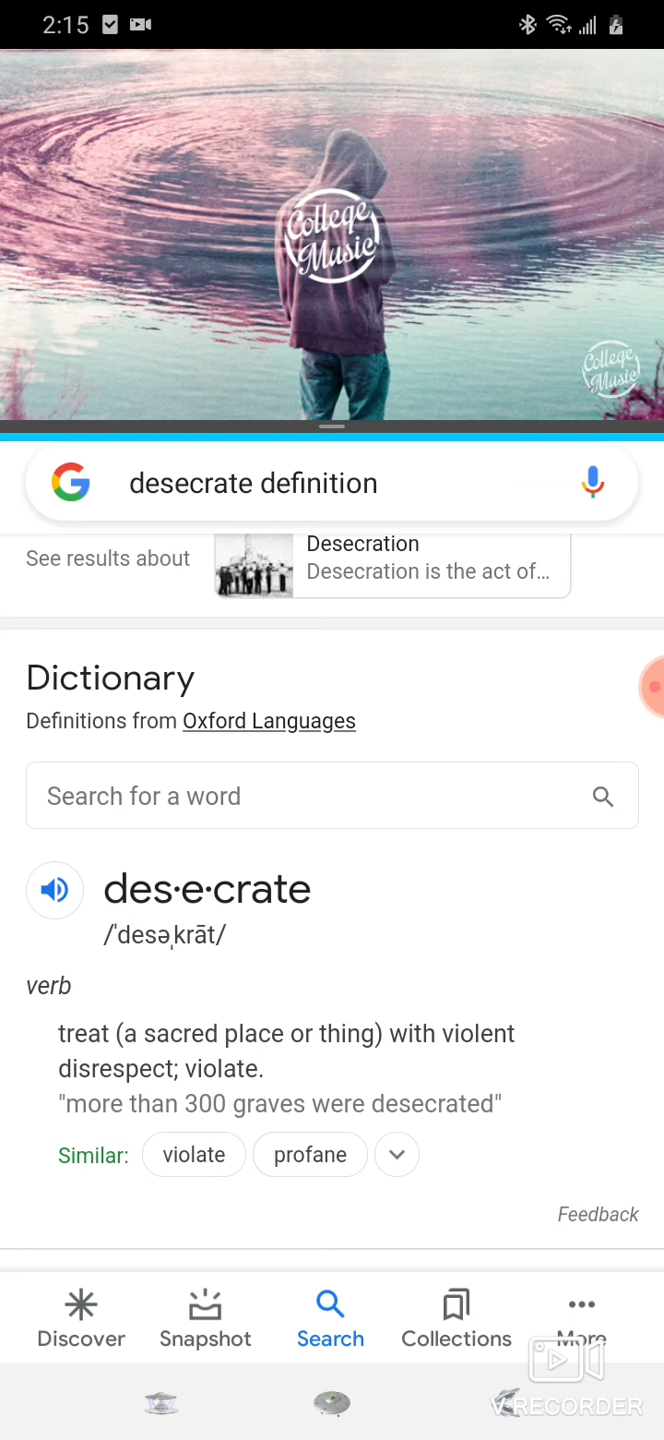 2:15
College
Music
College
Music
desecrate definition
See results about
Desecration
Desecration is the act of...
Dictionary
Definitions from Oxford Languages
Search for a word
des·e·crate
/ˈdesəˌkrāt/
verb
treat (a sacred place or thing) with violent
disrespect; violate.
"more than 300 graves were desecrated"
Similar: violate profane
Feedback
Discover Snapshot Search Collections More
V RECORDER